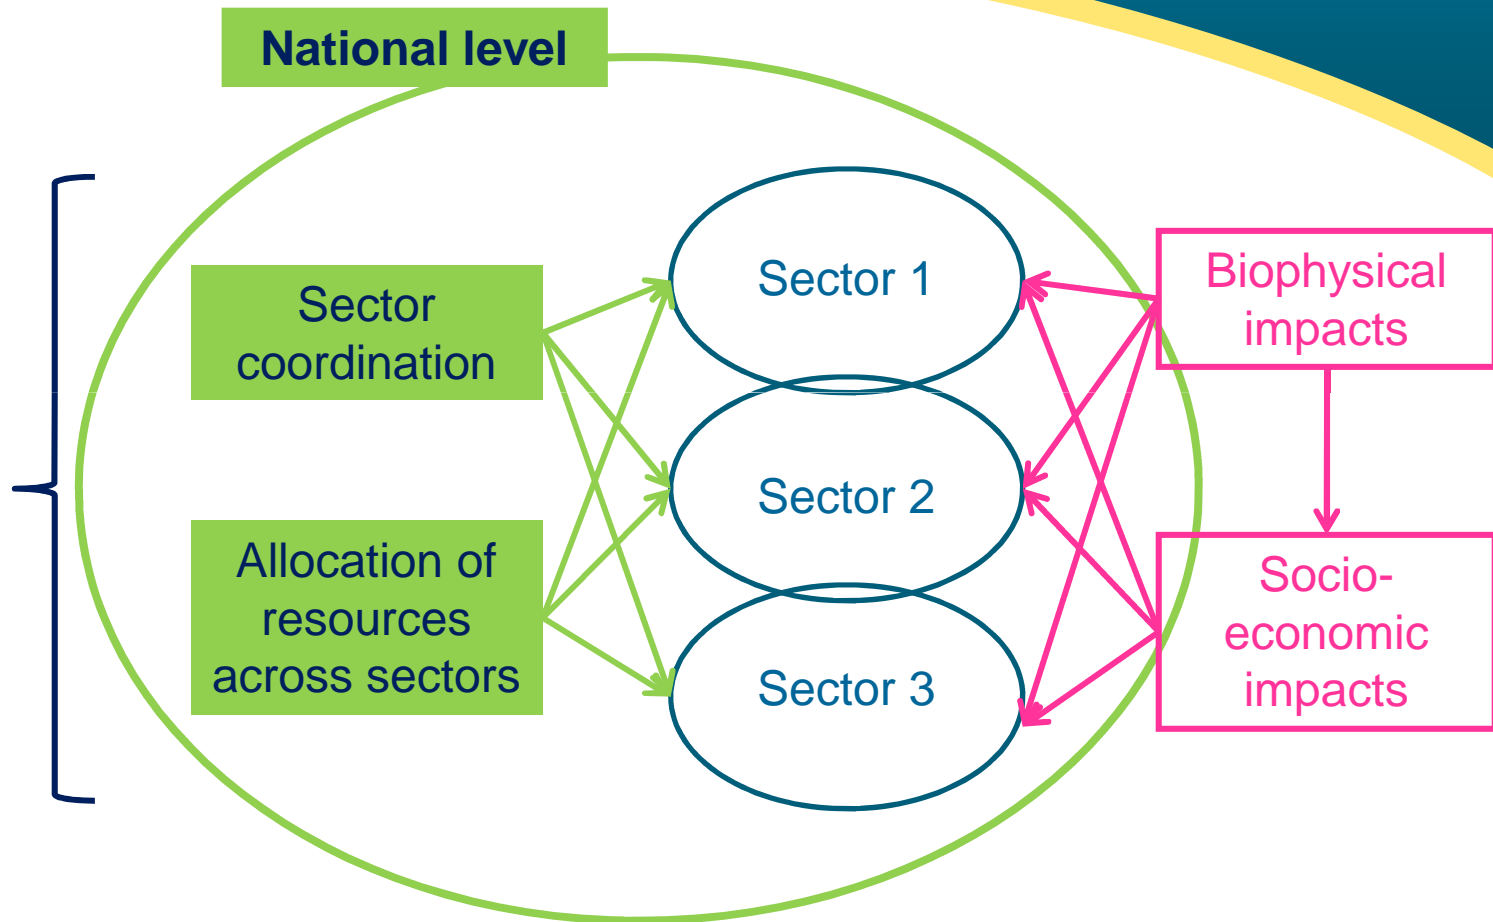 National level
Sector
coordination
Allocation of
resources
across sectors
Sector 1
Sector 2
Sector 3
Biophysical
impacts
Socio-
economic
impacts